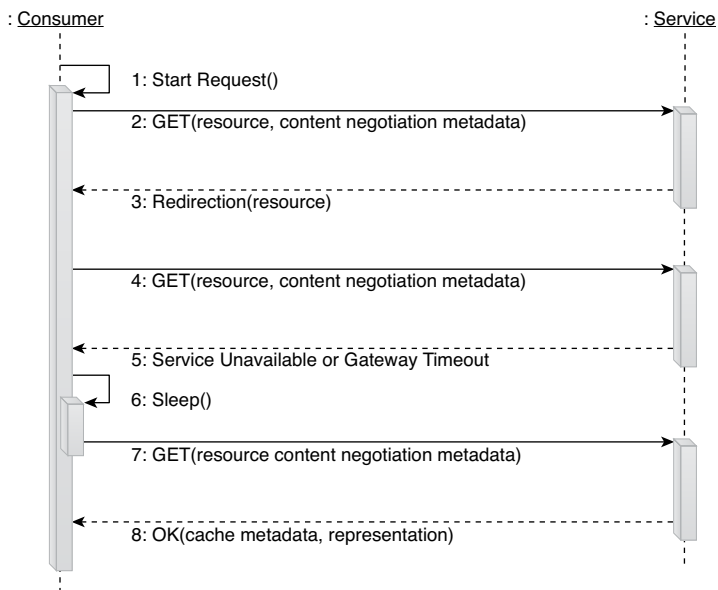 : Consumer
: Service
1: Start Request()
2: GET(resource, content negotiation metadata)
3: Redirection(resource)
4: GET(resource, content negotiation metadata)
5: Service Unavailable or Gateway Timeout
6: Sleep()
7: GET(resource content negotiation metadata)
8: OK(cache metadata, representation)